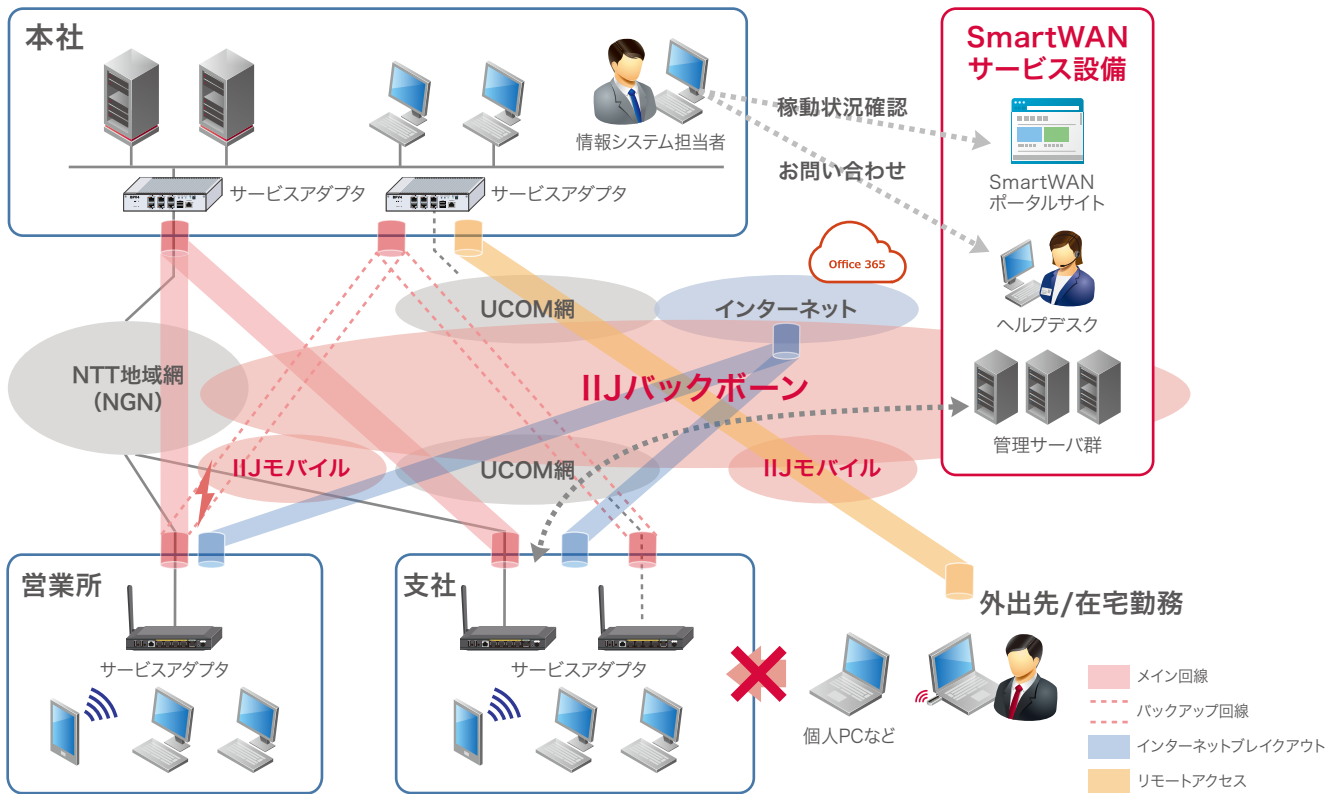 本社
情報システム担当者
サービスアダプタ
サービスアダプタ
稼動状況確認
お問い合わせ
SmartWAN
サービス設備
SmartWAN
ポータルサイト
ヘルプデスク
管理サーバ群
Office 365
UCOM網
インターネット
NTT地域網
（NGN）
IIJバックボーン
IIJモバイル
UCOM網
IIJモバイル
営業所
サービスアダプタ
支社
サービスアダプタ
外出先/在宅勤務
個人PCなど
メイン回線
バックアップ回線
インターネットブレイクアウト
リモートアクセス